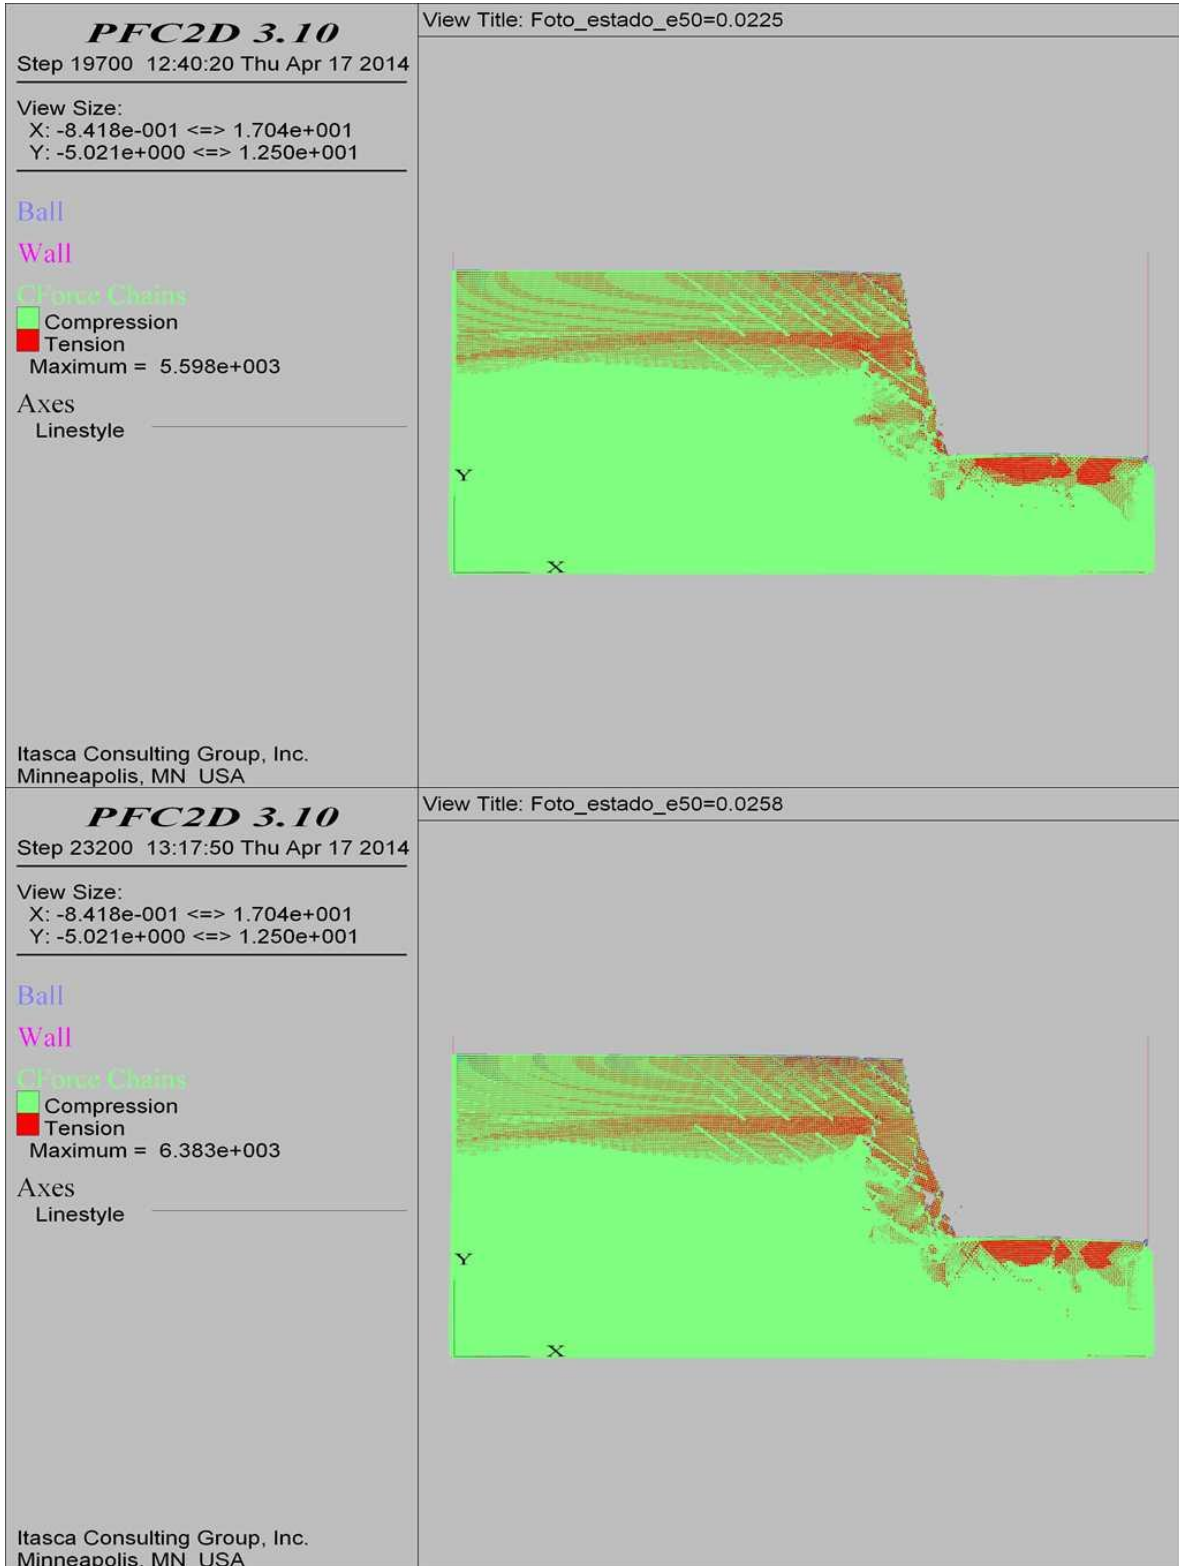 PFC2D 3.10
Step 19700 12:40:20 Thu Apr 17 2014
View Size:
X: -8.418e-001 <=> 1.704e+001
Y: -5.021e+000 <=> 1.250e+001
Ball
Wall
CForce Chains
Compression
Tension
Maximum = 5.598e+003
Axes
Linestyle
Itasca Consulting Group, Inc.
Minneapolis, MN USA
View Title: Foto_estado_e50=0.0225
Y
X
PFC2D 3.10
Step 23200 13:17:50 Thu Apr 17 2014
View Size:
X: -8.418e-001 <=> 1.704e+001
Y: -5.021e+000 <=> 1.250e+001
Ball
Wall
CForce Chains
Compression
Tension
Maximum = 6.383e+003
Axes
Linestyle
Itasca Consulting Group, Inc.
Minneapolis, MN USA
View Title: Foto_estado_e50=0.0258
Y
X